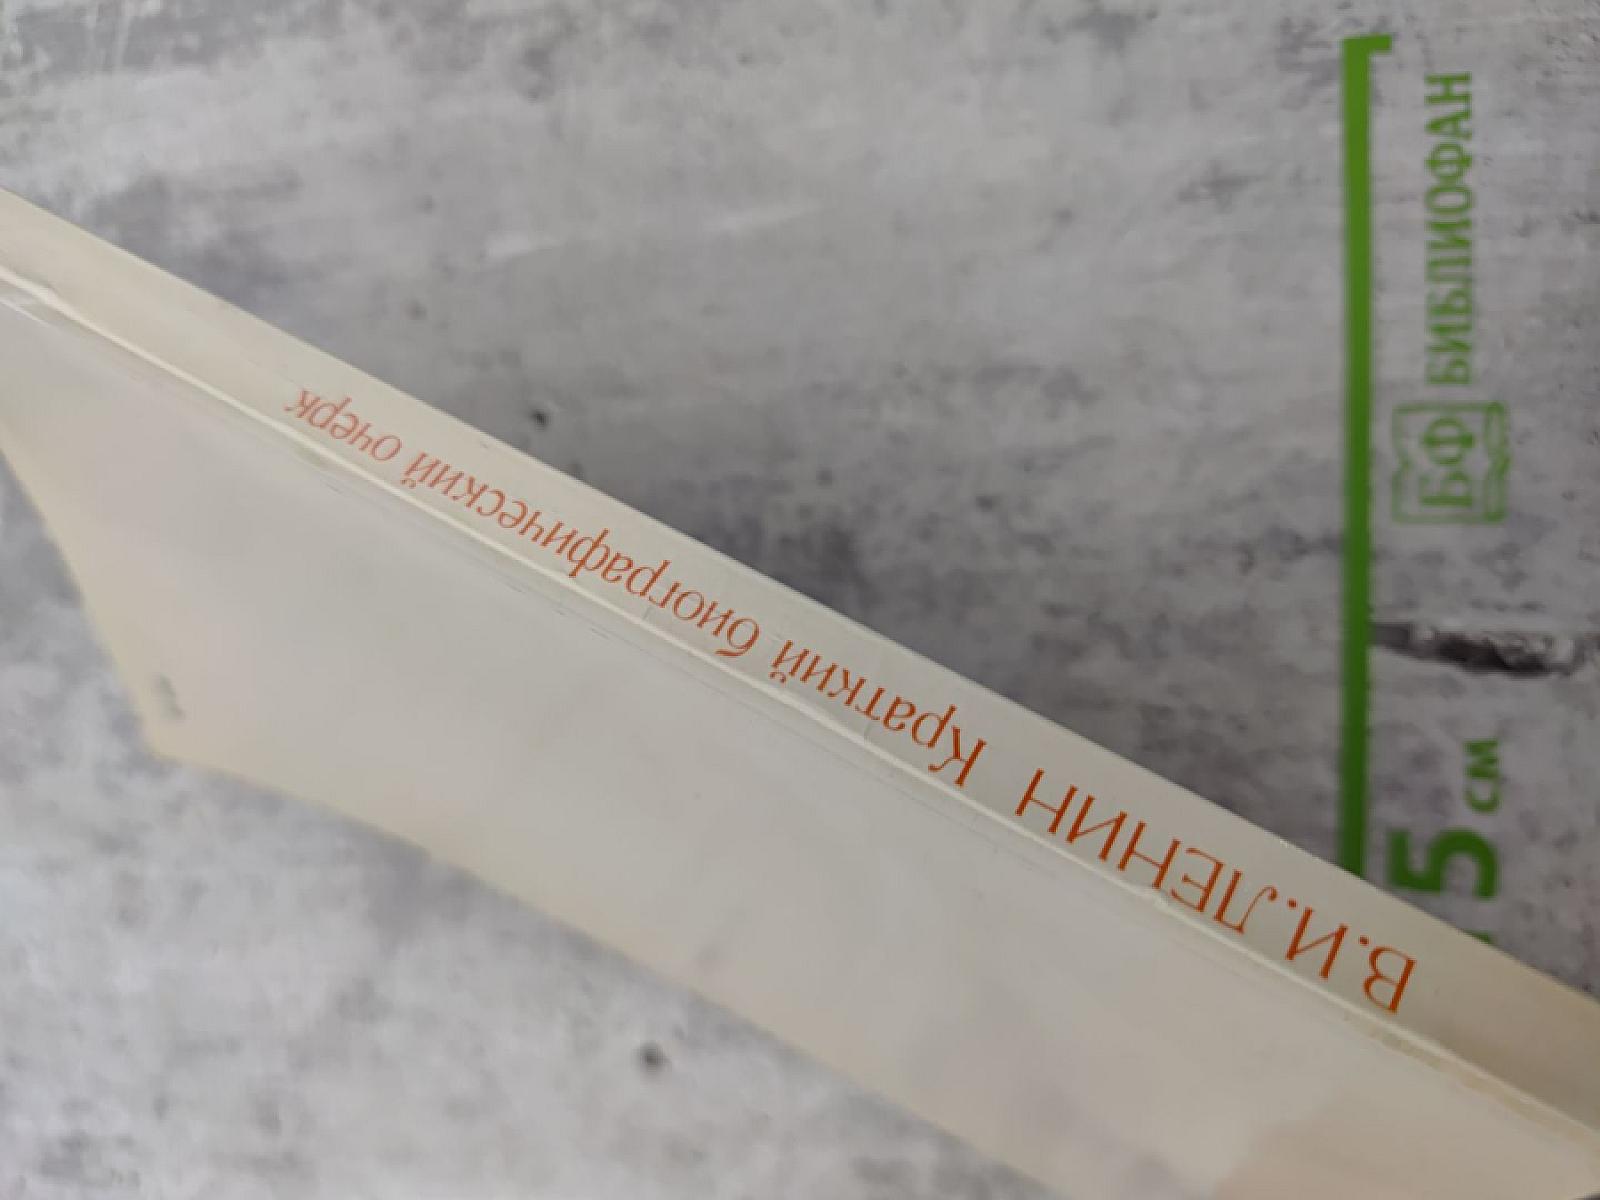 В.И.ЛЕНИН Краткий биографический очерк
БФ БИБЛИОФАН
5 см